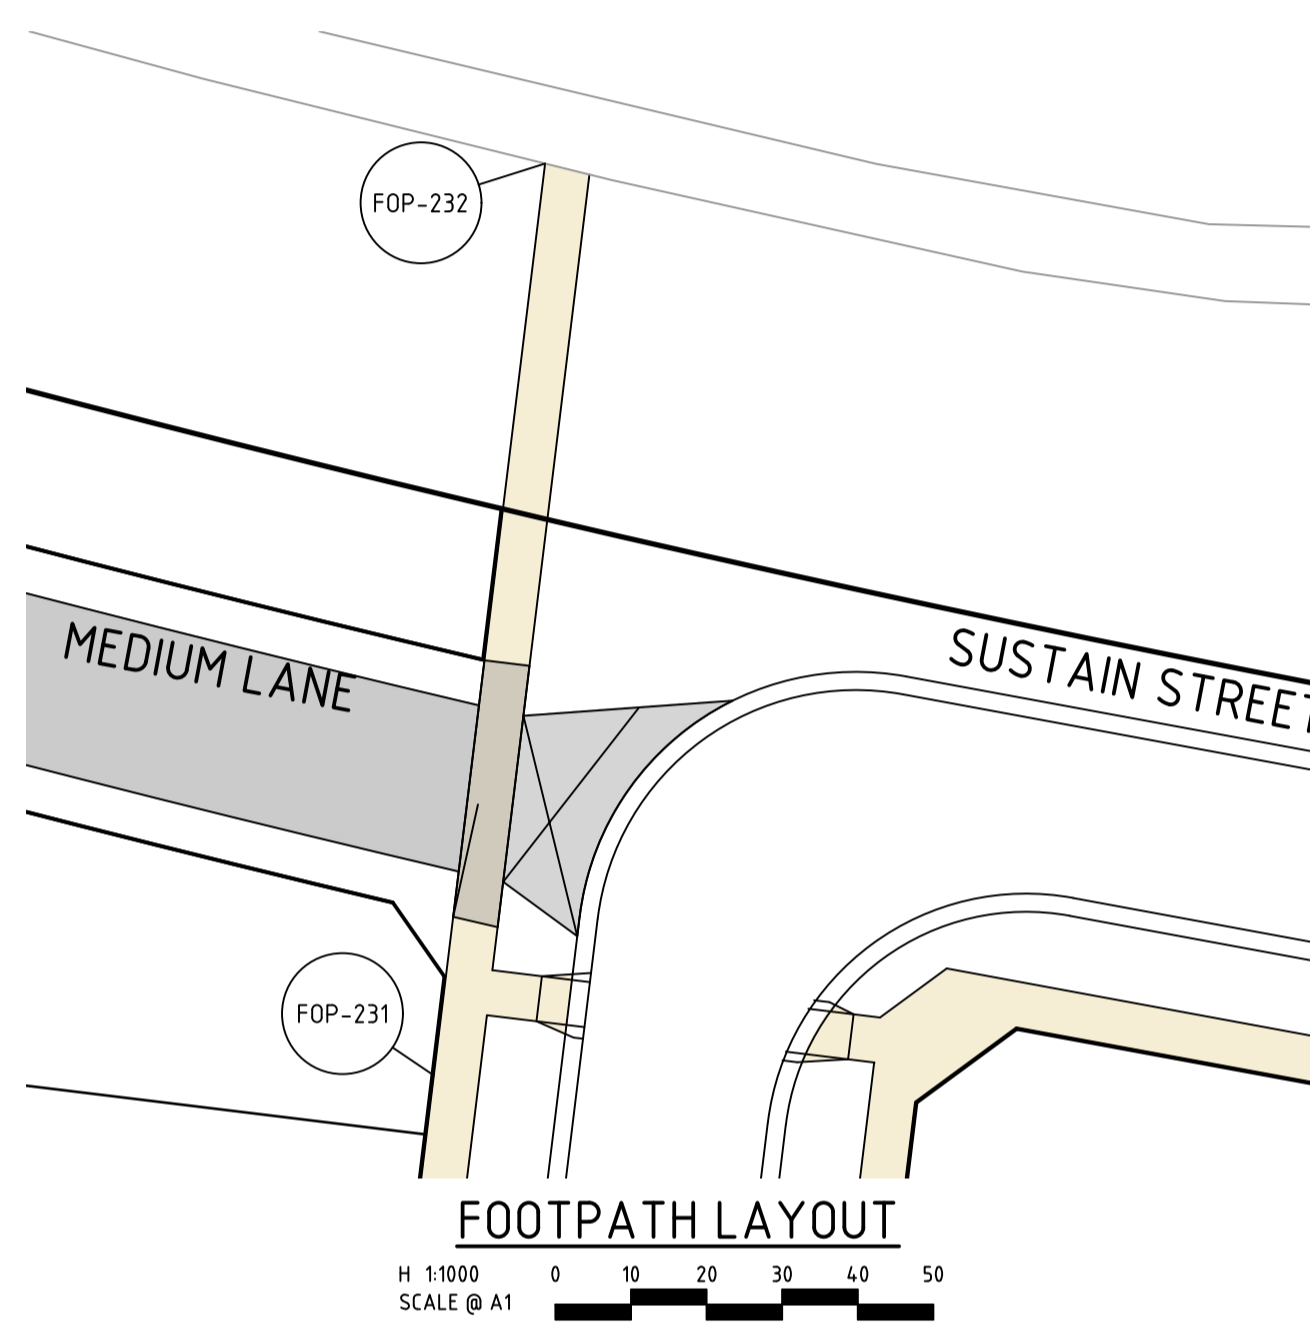 FOP-232
MEDIUM LANE
SUSTAIN STREET
FOP-231
FOOTPATH LAYOUT
H 1:1000
SCALE @ A1
0 10 20 30 40 50